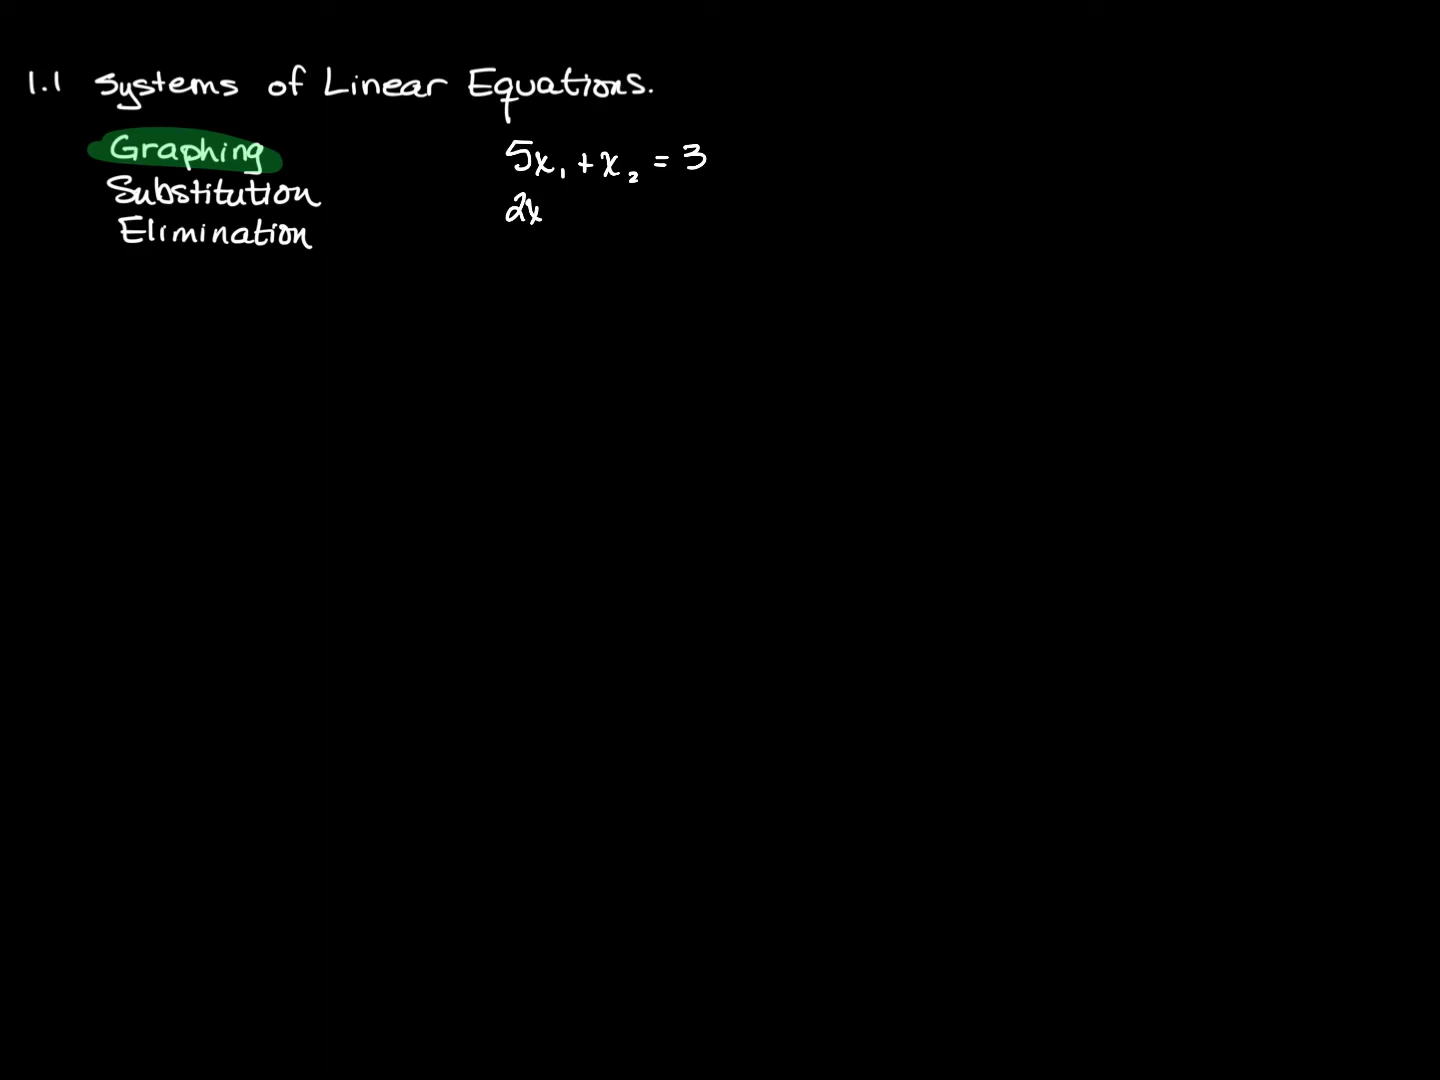 1.1 Systems of Linear Equations.
Graphing
Substitution
Elimination
5x₁ + x₂ = 3
2x